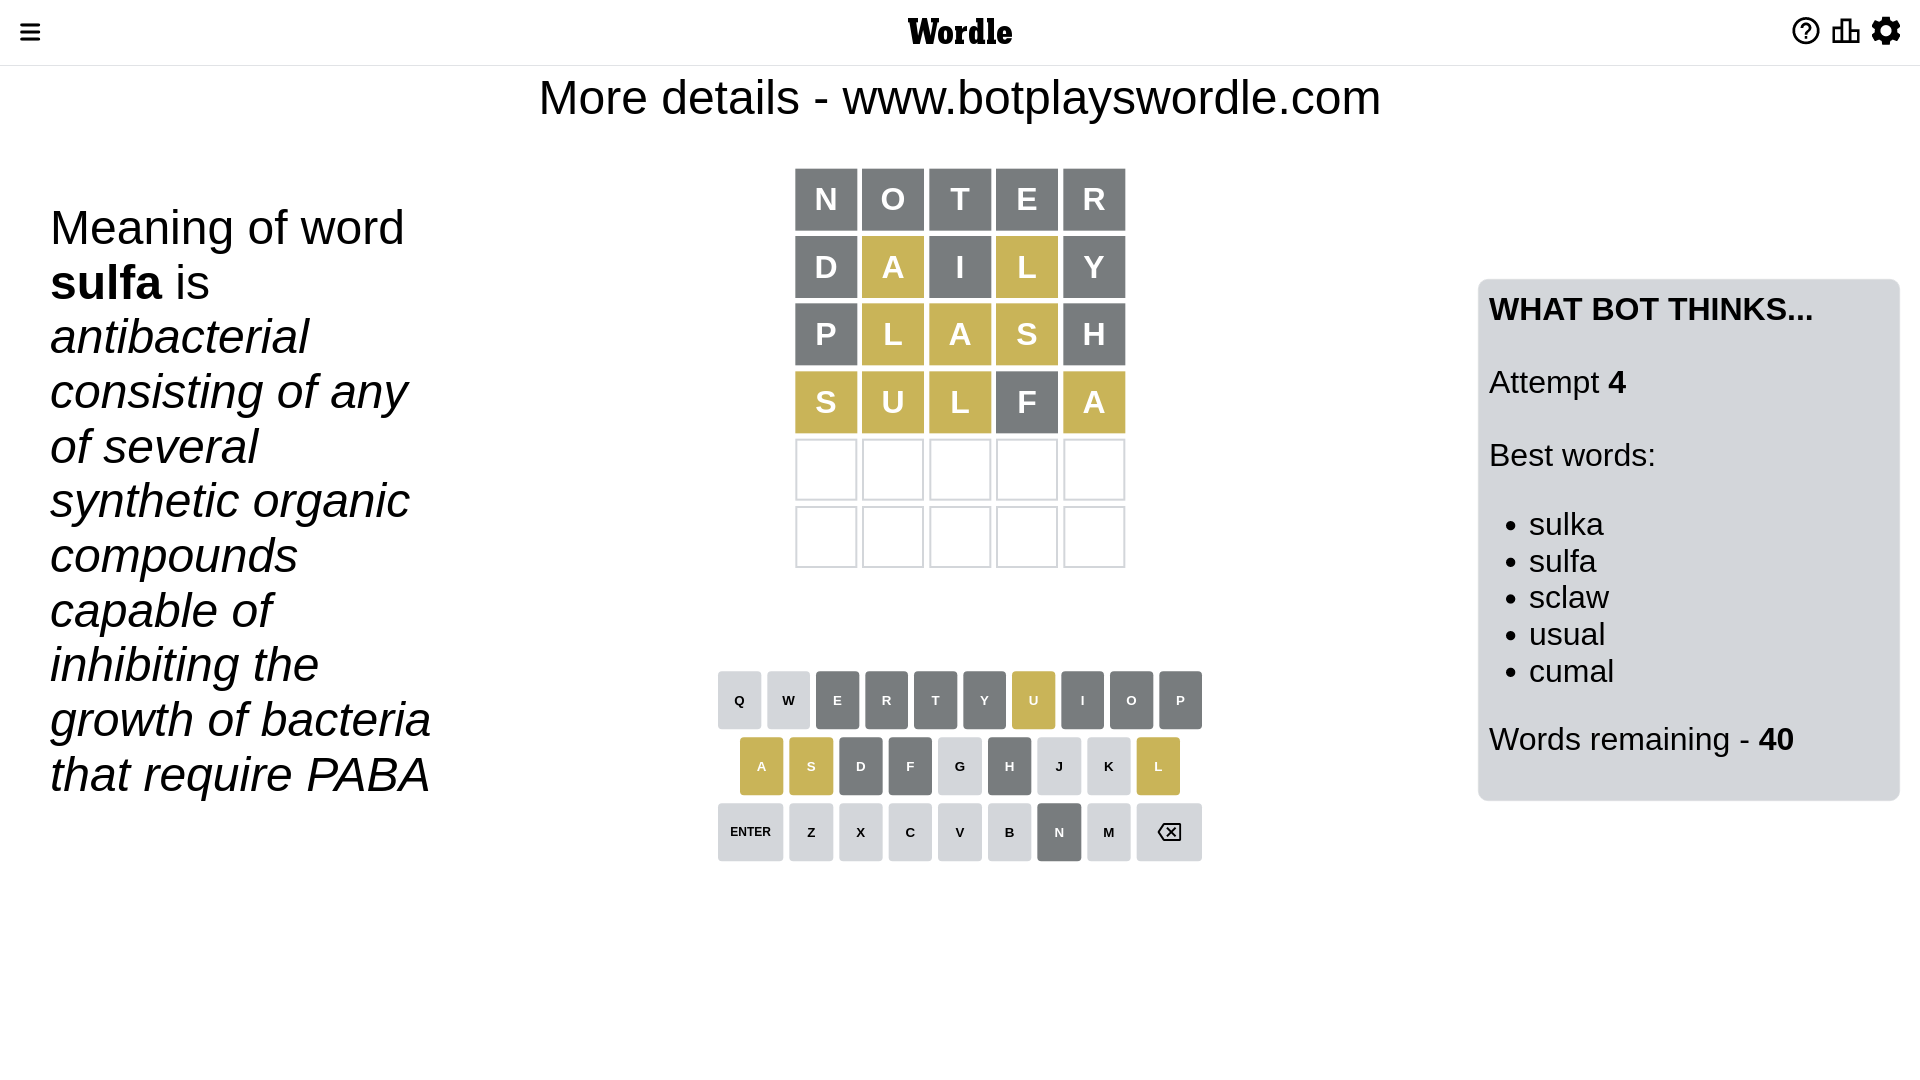 Wordle
More details - www.botplayswordle.com
Meaning of word
sulfa is
antibacterial
consisting of any
of several
synthetic organic
compounds
capable of
inhibiting the
growth of bacteria
that require PABA
N O T E R
D A I L Y
P L A S H
S U L F A
Q W E R T Y U I O P
A S D F G H J K L
ENTER Z X C V B N M
WHAT BOT THINKS...
Attempt 4
Best words:
• sulka
• sulfa
• sclaw
• usual
• cumal
Words remaining - 40